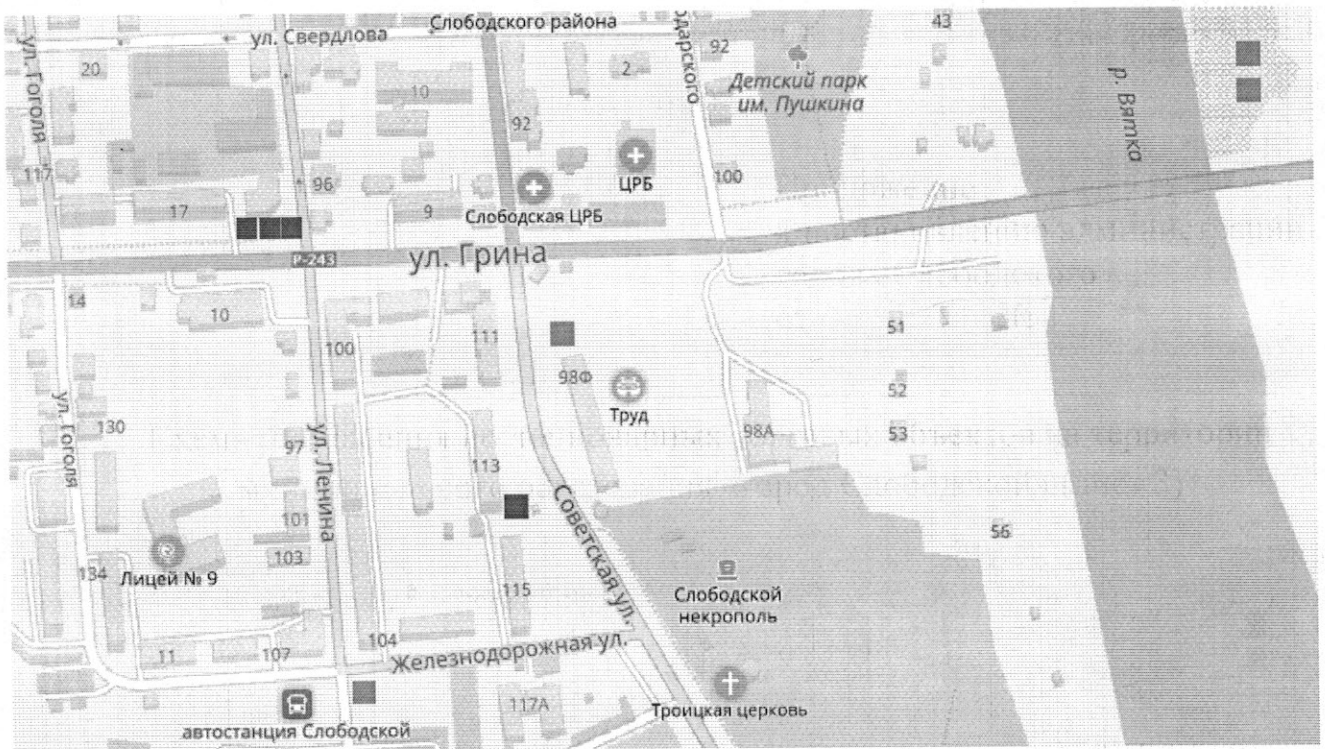 Слободского района
43
ул. Свердлова
92
одарского
ул. Гоголя
20
10
2
Детский парк
им. Пушкина
р. Вятка
92
117
96
ЦРБ
100
17
9
Слободская ЦРБ
Р-243
ул. Грина
14
10
100
111
51
98Ф
Труд
52
53
98А
ул. Гоголя
130
97
ул. Ленина
113
101
103
Советская ул.
56
134
Лицей № 9
115
Слободской
некрополь
11
107
104
Железнодорожная ул.
117А
Троицкая церковь
автостанция Слободской